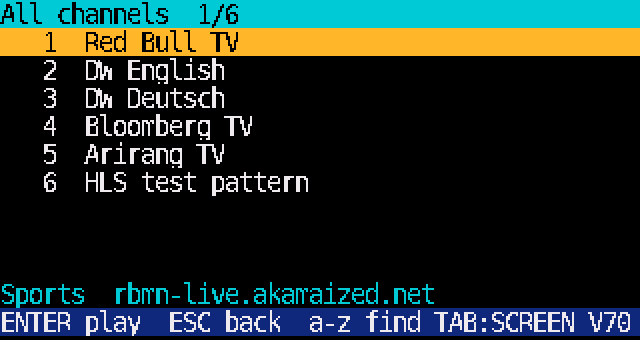 All channels  1/6
1  Red Bull TV
2  DW English
3  DW Deutsch
4  Bloomberg TV
5  Arirang TV
6  HLS test pattern
Sports  rbmn-live.akamaized.net
ENTER play  ESC back  a-z find TAB:SCREEN V70